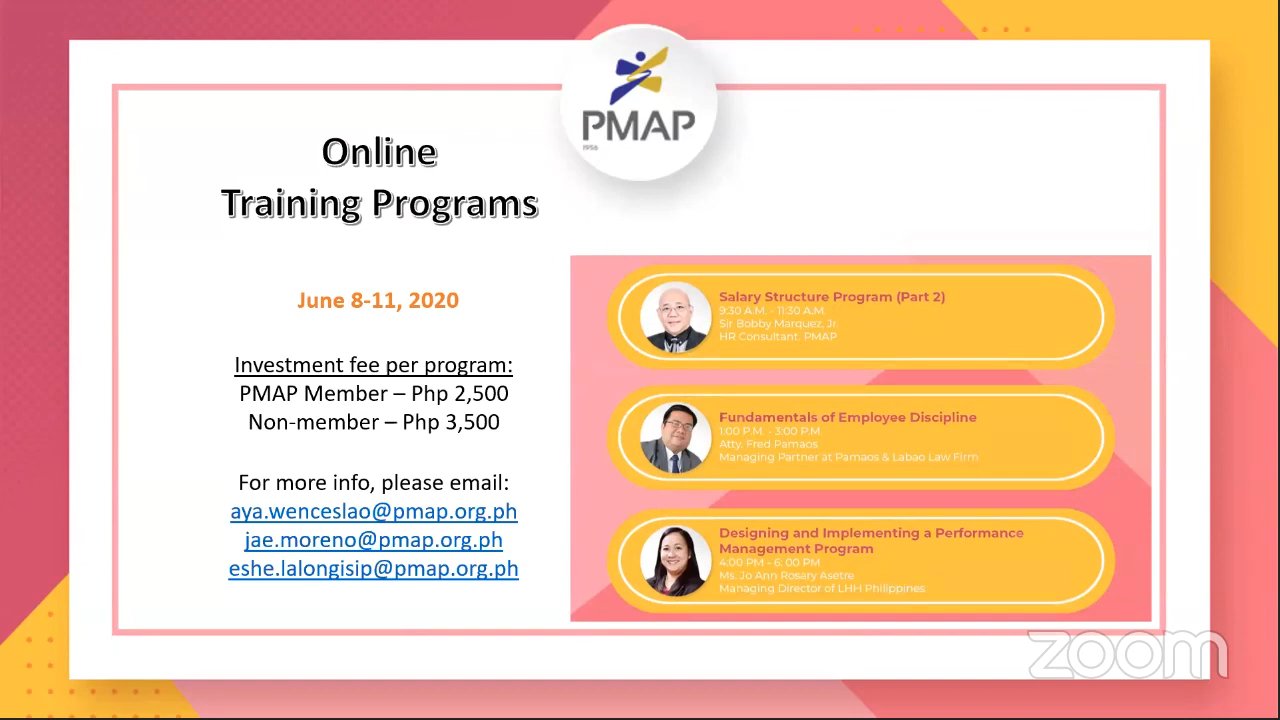 PMAP
1956
Online
Training Programs
June 8-11, 2020
Investment fee per program:
PMAP Member – Php 2,500
Non-member – Php 3,500
For more info, please email:
aya.wenceslao@pmap.org.ph
jae.moreno@pmap.org.ph
eshe.lalongisip@pmap.org.ph
Salary Structure Program (Part 2)
9:30 A.M. - 11:30 A.M.
Sir Bobby Marquez, Jr.
HR Consultant, PMAP
Fundamentals of Employee Discipline
1:00 P.M. - 3:00 P.M.
Atty. Fred Pamaos
Managing Partner at Pamaos & Labao Law Firm
Designing and Implementing a Performance
Management Program
4:00 PM - 6: 00 PM
Ms. Jo Ann Rosary Asetre
Managing Director of LHH Philippines
zoom